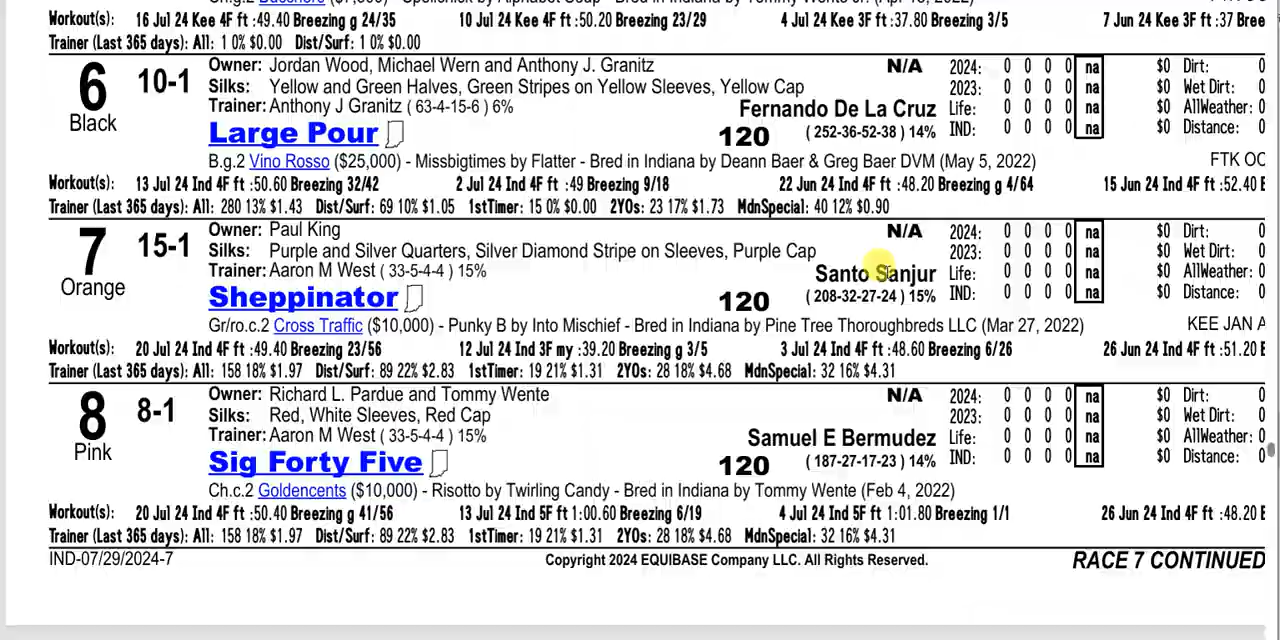 Workout(s): 16 Jul 24 Kee 4F ft :49.40 Breezing g 24/35 10 Jul 24 Kee 4F ft :50.20 Breezing 23/29 4 Jul 24 Kee 3F ft :37.80 Breezing 3/5 7 Jun 24 Kee 3F ft :37 Bree
Trainer (Last 365 days): All: 1 0% $0.00 Dist/Surf: 1 0% $0.00
6 10-1 Owner: Jordan Wood, Michael Wern and Anthony J. Granitz N/A 2024: 0 0 0 0 na $0 Dirt: 0
Silks: Yellow and Green Halves, Green Stripes on Yellow Sleeves, Yellow Cap 2023: 0 0 0 0 na $0 Wet Dirt: 0
Black Trainer: Anthony J Granitz ( 63-4-15-6 ) 6% Fernando De La Cruz Life: 0 0 0 0 na $0 AllWeather: 0
Large Pour 120 ( 252-36-52-38 ) 14% IND: 0 0 0 0 na $0 Distance: 0
B.g.2 Vino Rosso ($25,000) - Missbigtimes by Flatter - Bred in Indiana by Deann Baer & Greg Baer DVM (May 5, 2022) FTK OC
Workout(s): 13 Jul 24 Ind 4F ft :50.60 Breezing 32/42 2 Jul 24 Ind 4F ft :49 Breezing 9/18 22 Jun 24 Ind 4F ft :48.20 Breezing g 4/64 15 Jun 24 Ind 4F ft :52.40 B
Trainer (Last 365 days): All: 280 13% $1.43 Dist/Surf: 69 10% $1.05 1stTimer: 15 0% $0.00 2YOs: 23 17% $1.73 MdnSpecial: 40 12% $0.90
7 15-1 Owner: Paul King N/A 2024: 0 0 0 0 na $0 Dirt: 0
Silks: Purple and Silver Quarters, Silver Diamond Stripe on Sleeves, Purple Cap 2023: 0 0 0 0 na $0 Wet Dirt: 0
Orange Trainer: Aaron M West ( 33-5-4-4 ) 15% Santo Sanjur Life: 0 0 0 0 na $0 AllWeather: 0
Sheppinator 120 ( 208-32-27-24 ) 15% IND: 0 0 0 0 na $0 Distance: 0
Gr/ro.c.2 Cross Traffic ($10,000) - Punky B by Into Mischief - Bred in Indiana by Pine Tree Thoroughbreds LLC (Mar 27, 2022) KEE JAN A
Workout(s): 20 Jul 24 Ind 4F ft :49.40 Breezing 23/56 12 Jul 24 Ind 3F my :39.20 Breezing g 3/5 3 Jul 24 Ind 4F ft :48.60 Breezing 6/26 26 Jun 24 Ind 4F ft :51.20 B
Trainer (Last 365 days): All: 158 18% $1.97 Dist/Surf: 89 22% $2.83 1stTimer: 19 21% $1.31 2YOs: 28 18% $4.68 MdnSpecial: 32 16% $4.31
8 8-1 Owner: Richard L. Pardue and Tommy Wente N/A 2024: 0 0 0 0 na $0 Dirt: 0
Silks: Red, White Sleeves, Red Cap 2023: 0 0 0 0 na $0 Wet Dirt: 0
Pink Trainer: Aaron M West ( 33-5-4-4 ) 15% Samuel E Bermudez Life: 0 0 0 0 na $0 AllWeather: 0
Sig Forty Five 120 ( 187-27-17-23 ) 14% IND: 0 0 0 0 na $0 Distance: 0
Ch.c.2 Goldencents ($10,000) - Risotto by Twirling Candy - Bred in Indiana by Tommy Wente (Feb 4, 2022)
Workout(s): 20 Jul 24 Ind 4F ft :50.40 Breezing g 41/56 13 Jul 24 Ind 5F ft 1:00.60 Breezing 6/19 4 Jul 24 Ind 5F ft 1:01.80 Breezing 1/1 26 Jun 24 Ind 4F ft :48.20 B
Trainer (Last 365 days): All: 158 18% $1.97 Dist/Surf: 89 22% $2.83 1stTimer: 19 21% $1.31 2YOs: 28 18% $4.68 MdnSpecial: 32 16% $4.31
IND-07/29/2024-7 Copyright 2024 EQUIBASE Company LLC. All Rights Reserved. RACE 7 CONTINUED